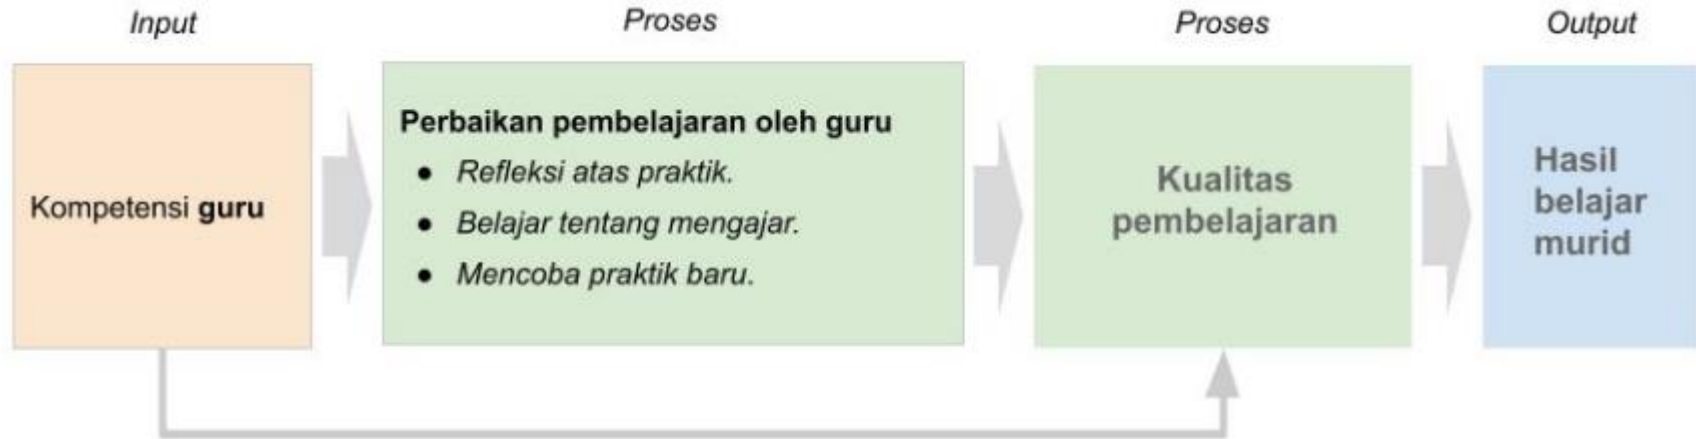 Input
Proses
Proses
Output
Kompetensi guru
Perbaikan pembelajaran oleh guru
● Refleksi atas praktik.
● Belajar tentang mengajar.
● Mencoba praktik baru.
Kualitas
pembelajaran
Hasil
belajar
murid